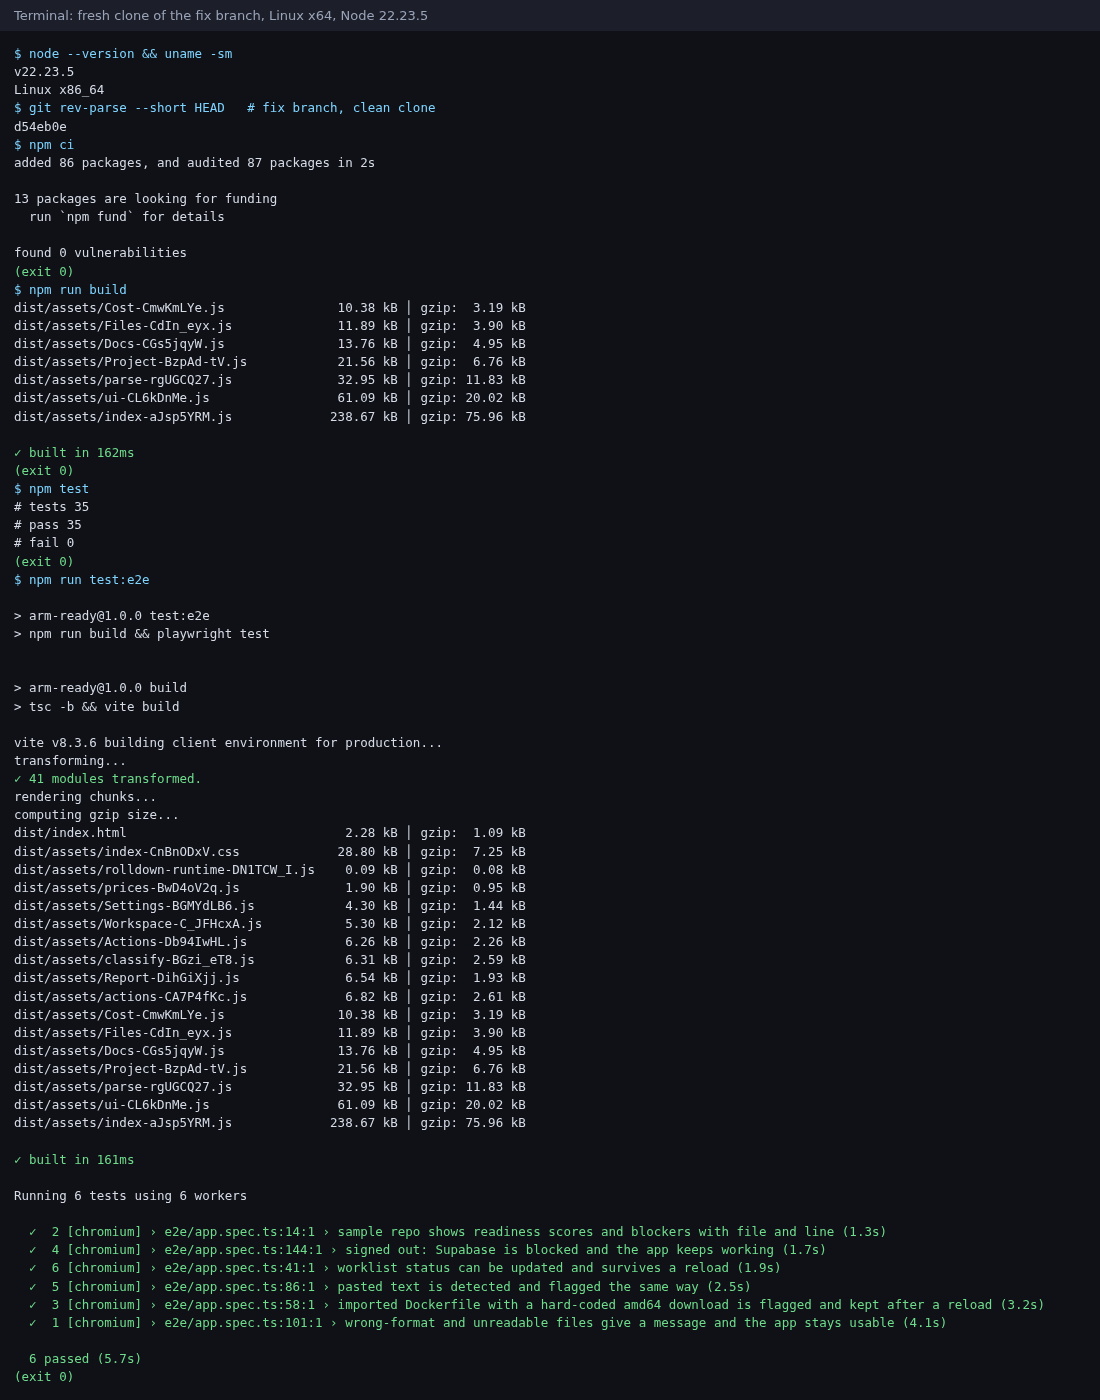 Terminal: fresh clone of the fix branch, Linux x64, Node 22.23.5
$ node --version && uname -sm
v22.23.5
Linux x86_64
$ git rev-parse --short HEAD   # fix branch, clean clone
d54eb0e
$ npm ci
added 86 packages, and audited 87 packages in 2s
13 packages are looking for funding
  run `npm fund` for details
found 0 vulnerabilities
(exit 0)
$ npm run build
dist/assets/Cost-CmwKmLYe.js               10.38 kB │ gzip:  3.19 kB
dist/assets/Files-CdIn_eyx.js              11.89 kB │ gzip:  3.90 kB
dist/assets/Docs-CGs5jqyW.js               13.76 kB │ gzip:  4.95 kB
dist/assets/Project-BzpAd-tV.js            21.56 kB │ gzip:  6.76 kB
dist/assets/parse-rgUGCQ27.js              32.95 kB │ gzip: 11.83 kB
dist/assets/ui-CL6kDnMe.js                 61.09 kB │ gzip: 20.02 kB
dist/assets/index-aJsp5YRM.js             238.67 kB │ gzip: 75.96 kB
✓ built in 162ms
(exit 0)
$ npm test
# tests 35
# pass 35
# fail 0
(exit 0)
$ npm run test:e2e
> arm-ready@1.0.0 test:e2e
> npm run build && playwright test
> arm-ready@1.0.0 build
> tsc -b && vite build
vite v8.3.6 building client environment for production...
transforming...
✓ 41 modules transformed.
rendering chunks...
computing gzip size...
dist/index.html                             2.28 kB │ gzip:  1.09 kB
dist/assets/index-CnBnODxV.css             28.80 kB │ gzip:  7.25 kB
dist/assets/rolldown-runtime-DN1TCW_I.js    0.09 kB │ gzip:  0.08 kB
dist/assets/prices-BwD4oV2q.js              1.90 kB │ gzip:  0.95 kB
dist/assets/Settings-BGMYdLB6.js            4.30 kB │ gzip:  1.44 kB
dist/assets/Workspace-C_JFHcxA.js           5.30 kB │ gzip:  2.12 kB
dist/assets/Actions-Db94IwHL.js             6.26 kB │ gzip:  2.26 kB
dist/assets/classify-BGzi_eT8.js            6.31 kB │ gzip:  2.59 kB
dist/assets/Report-DihGiXjj.js              6.54 kB │ gzip:  1.93 kB
dist/assets/actions-CA7P4fKc.js             6.82 kB │ gzip:  2.61 kB
dist/assets/Cost-CmwKmLYe.js               10.38 kB │ gzip:  3.19 kB
dist/assets/Files-CdIn_eyx.js              11.89 kB │ gzip:  3.90 kB
dist/assets/Docs-CGs5jqyW.js               13.76 kB │ gzip:  4.95 kB
dist/assets/Project-BzpAd-tV.js            21.56 kB │ gzip:  6.76 kB
dist/assets/parse-rgUGCQ27.js              32.95 kB │ gzip: 11.83 kB
dist/assets/ui-CL6kDnMe.js                 61.09 kB │ gzip: 20.02 kB
dist/assets/index-aJsp5YRM.js             238.67 kB │ gzip: 75.96 kB
✓ built in 161ms
Running 6 tests using 6 workers
  ✓  2 [chromium] › e2e/app.spec.ts:14:1 › sample repo shows readiness scores and blockers with file and line (1.3s)
  ✓  4 [chromium] › e2e/app.spec.ts:144:1 › signed out: Supabase is blocked and the app keeps working (1.7s)
  ✓  6 [chromium] › e2e/app.spec.ts:41:1 › worklist status can be updated and survives a reload (1.9s)
  ✓  5 [chromium] › e2e/app.spec.ts:86:1 › pasted text is detected and flagged the same way (2.5s)
  ✓  3 [chromium] › e2e/app.spec.ts:58:1 › imported Dockerfile with a hard-coded amd64 download is flagged and kept after a reload (3.2s)
  ✓  1 [chromium] › e2e/app.spec.ts:101:1 › wrong-format and unreadable files give a message and the app stays usable (4.1s)
  6 passed (5.7s)
(exit 0)